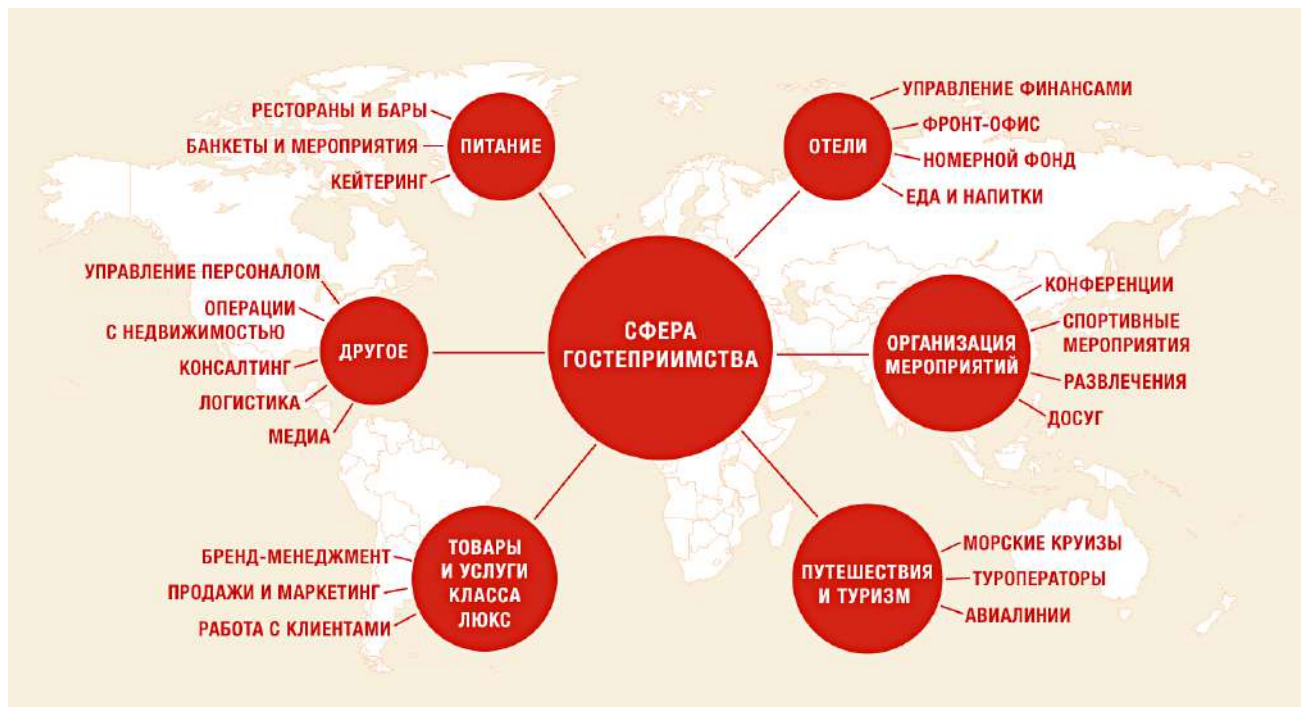 СФЕРА
ГОСТЕПРИИМСТВА
ПИТАНИЕ
РЕСТОРАНЫ И БАРЫ
БАНКЕТЫ И МЕРОПРИЯТИЯ
КЕЙТЕРИНГ
ОТЕЛИ
УПРАВЛЕНИЕ ФИНАНСАМИ
ФРОНТ-ОФИС
НОМЕРНОЙ ФОНД
ЕДА И НАПИТКИ
ДРУГОЕ
УПРАВЛЕНИЕ ПЕРСОНАЛОМ
ОПЕРАЦИИ
С НЕДВИЖИМОСТЬЮ
КОНСАЛТИНГ
ЛОГИСТИКА
МЕДИА
ОРГАНИЗАЦИЯ
МЕРОПРИЯТИЙ
КОНФЕРЕНЦИИ
СПОРТИВНЫЕ
МЕРОПРИЯТИЯ
РАЗВЛЕЧЕНИЯ
ДОСУГ
ТОВАРЫ
И УСЛУГИ
КЛАССА
ЛЮКС
БРЕНД-МЕНЕДЖМЕНТ
ПРОДАЖИ И МАРКЕТИНГ
РАБОТА С КЛИЕНТАМИ
ПУТЕШЕСТВИЯ
И ТУРИЗМ
МОРСКИЕ КРУИЗЫ
ТУРОПЕРАТОРЫ
АВИАЛИНИИ